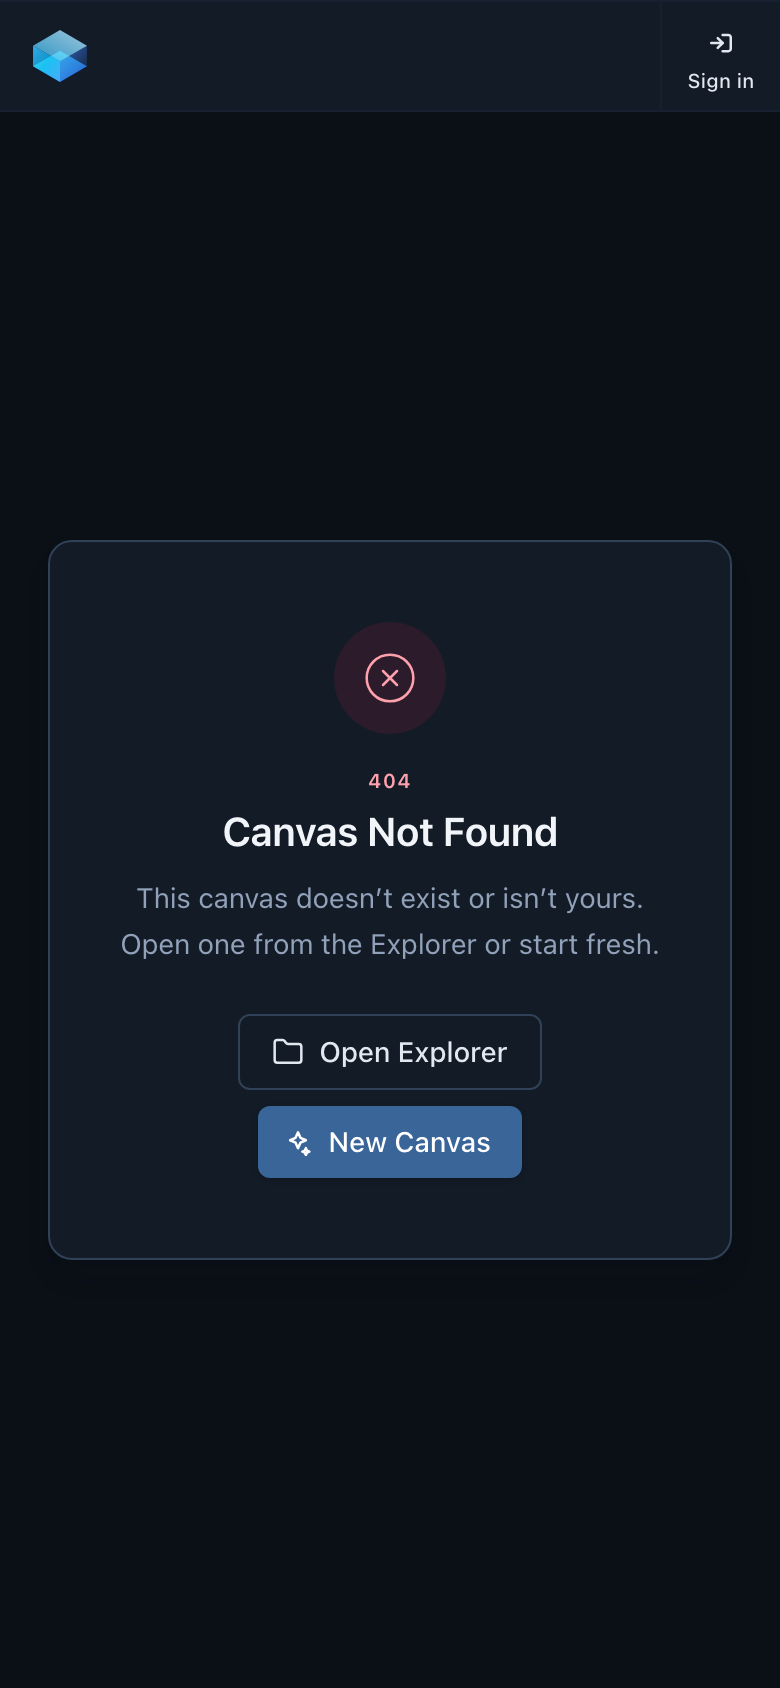 Sign in
404
Canvas Not Found
This canvas doesn’t exist or isn’t yours.
Open one from the Explorer or start fresh.
Open Explorer
New Canvas